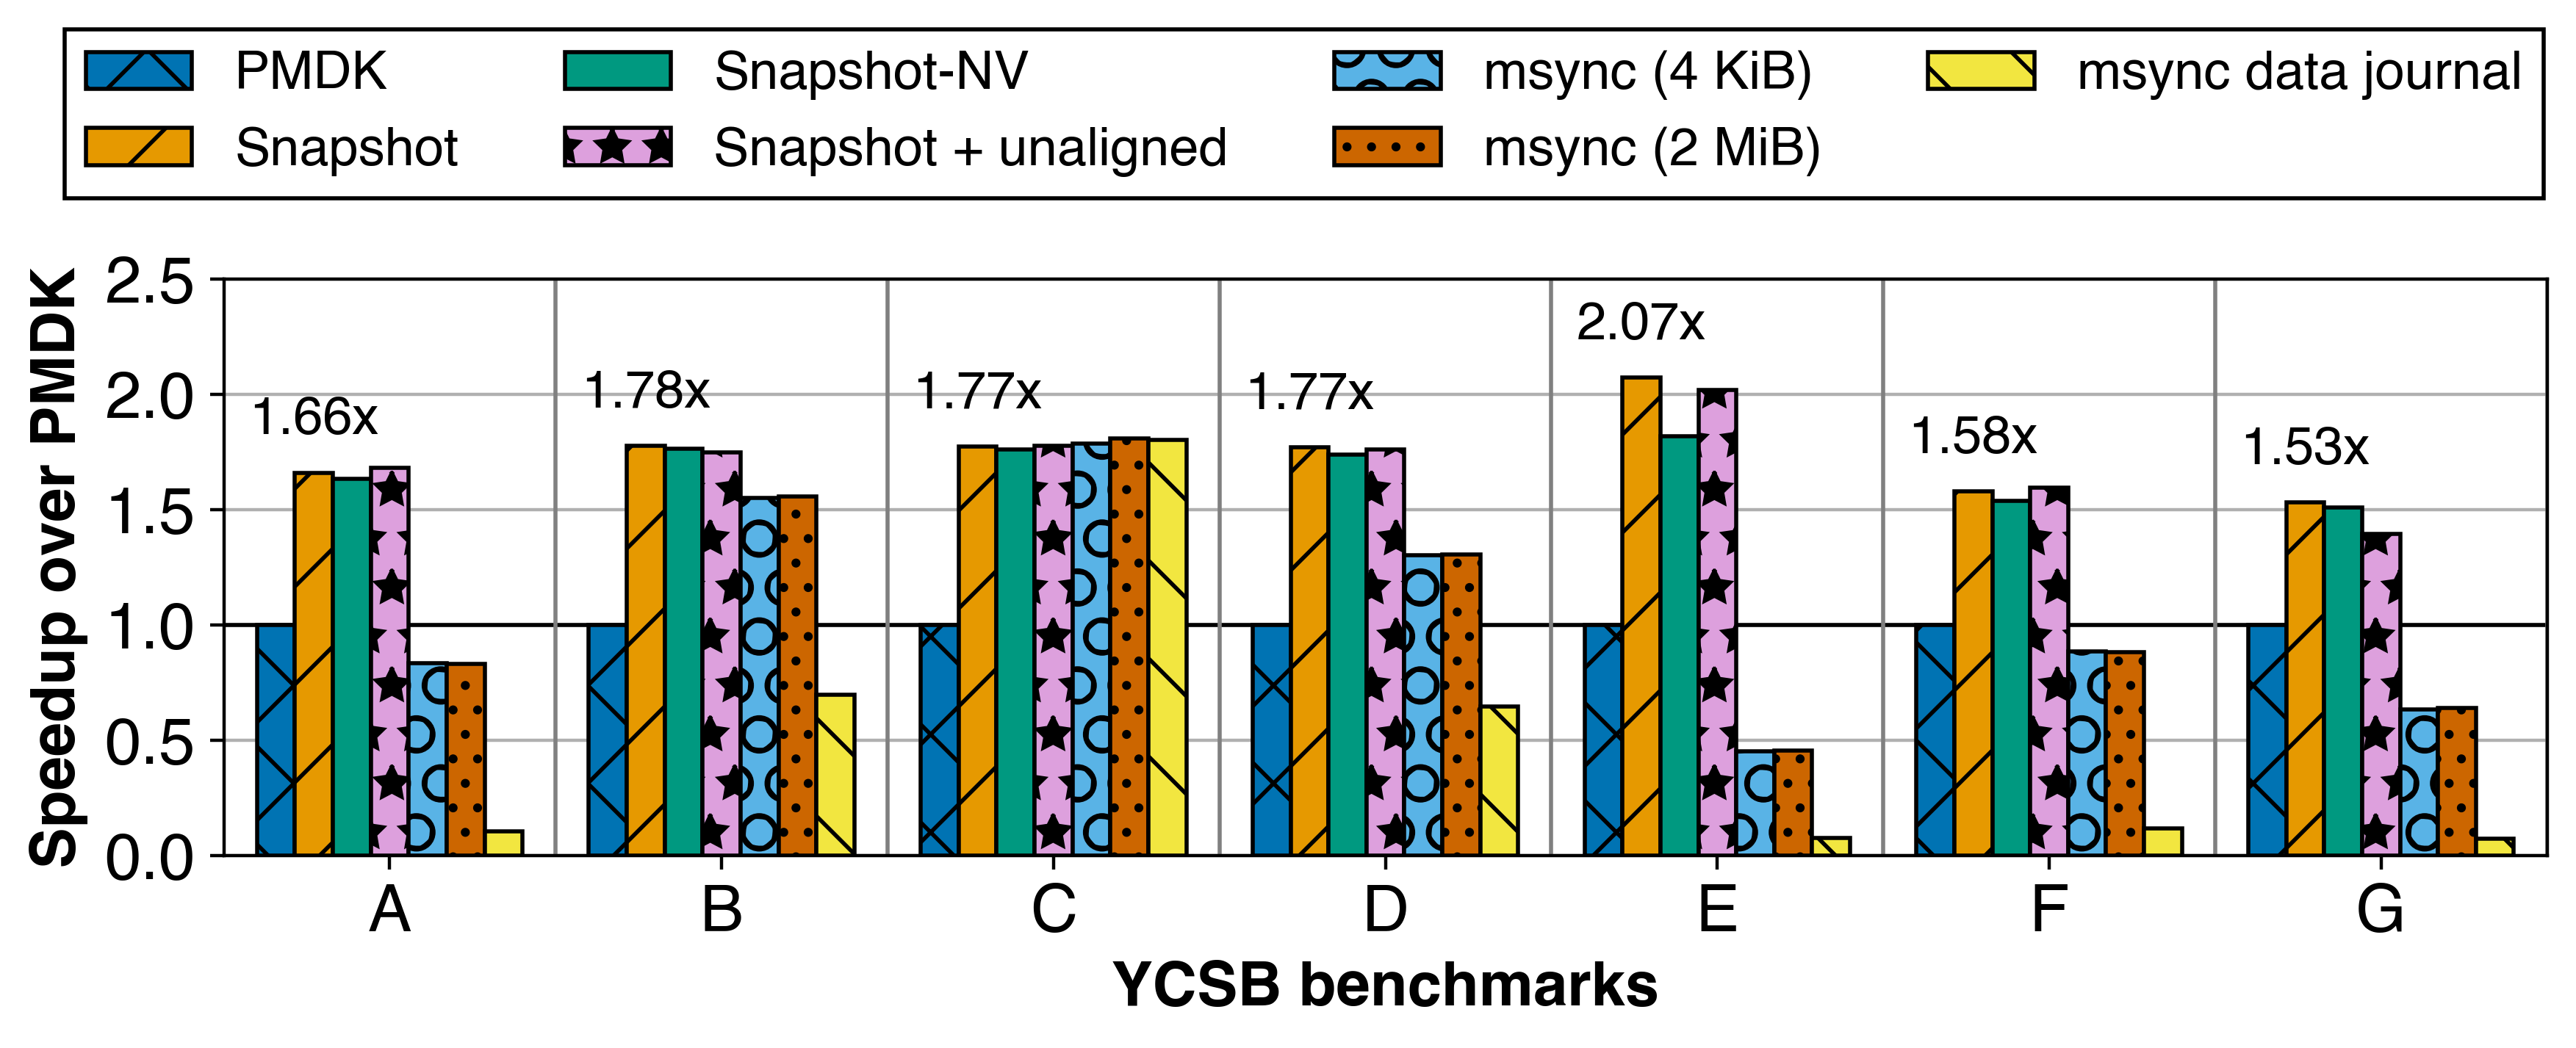 PMDK
Snapshot
Snapshot-NV
Snapshot + unaligned
msync (4 KiB)
msync (2 MiB)
msync data journal
Speedup over PMDK
2.5
2.0
1.5
1.0
0.5
0.0
1.66x
1.78x
1.77x
1.77x
2.07x
1.58x
1.53x
A B C D E F G
YCSB benchmarks